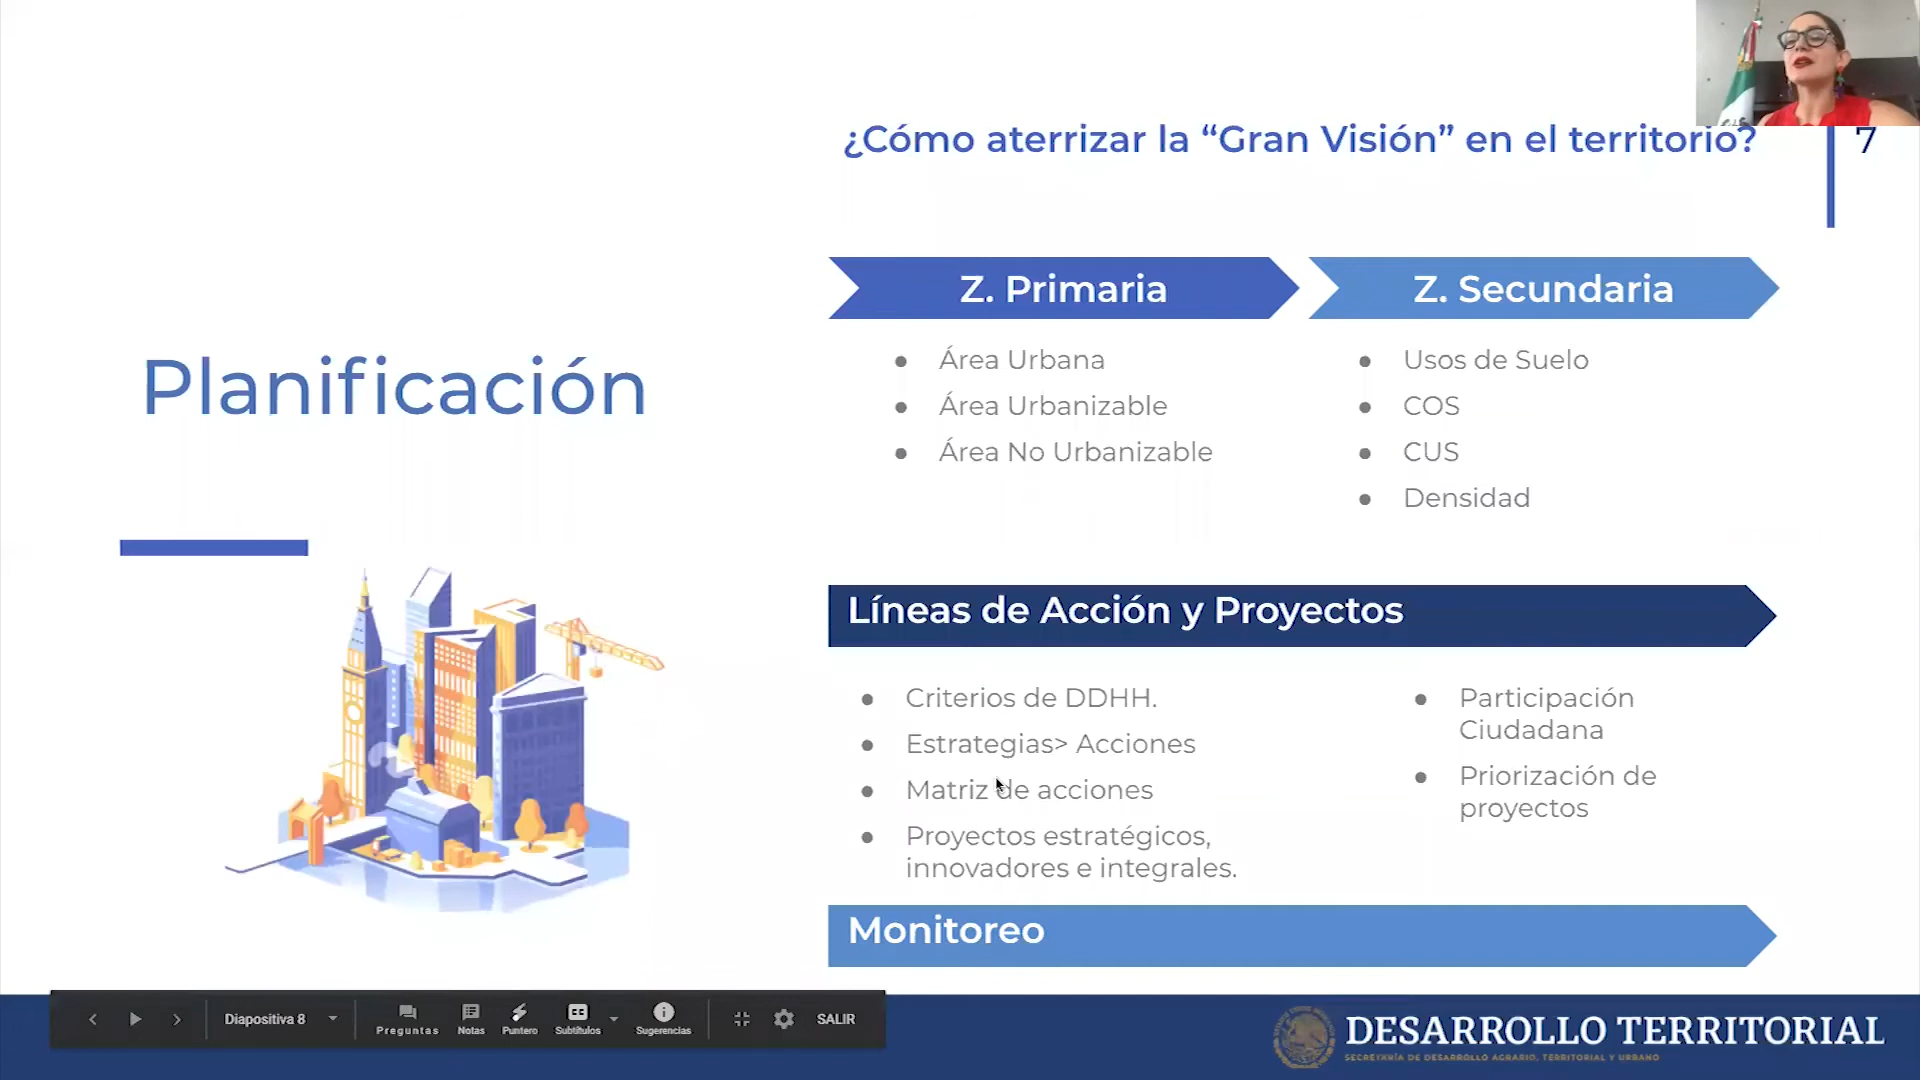 ¿Cómo aterrizar la “Gran Visión” en el territorio?
7
Planificación
Z. Primaria
Área Urbana
Área Urbanizable
Área No Urbanizable
Z. Secundaria
Usos de Suelo
COS
CUS
Densidad
Líneas de Acción y Proyectos
Criterios de DDHH.
Estrategias> Acciones
Matriz de acciones
Proyectos estratégicos,
innovadores e integrales.
Participación
Ciudadana
Priorización de
proyectos
Monitoreo
Diapositiva 8
Preguntas
Notas
Puntero
Subtítulos
Sugerencias
SALIR
DESARROLLO TERRITORIAL
SECRETARÍA DE DESARROLLO AGRARIO, TERRITORIAL Y URBANO